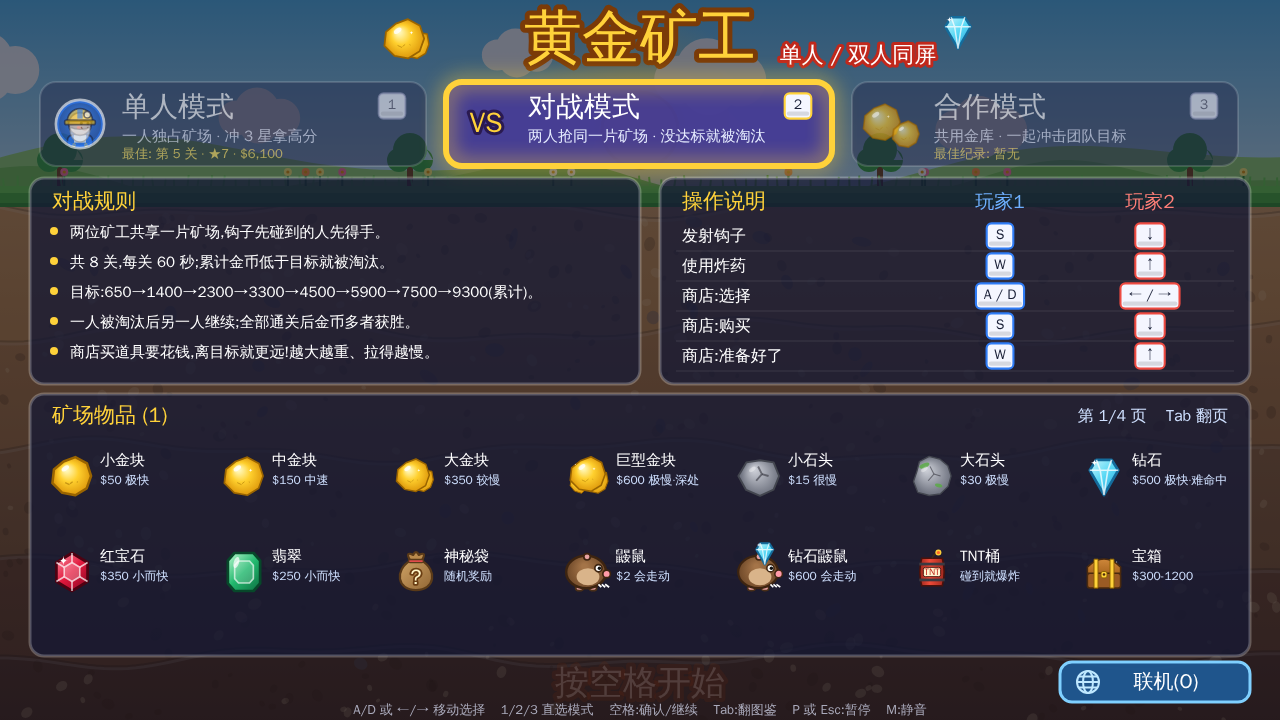 黄金矿工
单人 / 双人同屏
单人模式
1
一人独占矿场 · 冲 3 星拿高分
最佳: 第 5 关 · ★7 · $6,100
VS
对战模式
2
两人抢同一片矿场 · 没达标就被淘汰
合作模式
3
共用金库 · 一起冲击团队目标
最佳纪录: 暂无
对战规则
两位矿工共享一片矿场,钩子先碰到的人先得手。
共 8 关,每关 60 秒;累计金币低于目标就被淘汰。
目标:650→1400→2300→3300→4500→5900→7500→9300(累计)。
一人被淘汰后另一人继续;全部通关后金币多者获胜。
商店买道具要花钱,离目标就更远!越大越重、拉得越慢。
操作说明 玩家1 玩家2
发射钩子 S ↓
使用炸药 W ↑
商店:选择 A / D ← / →
商店:购买 S ↓
商店:准备好了 W ↑
矿场物品 (1)
第 1/4 页 Tab 翻页
小金块 中金块 大金块 巨型金块 小石头 大石头 钻石
$50 极快 $150 中速 $350 较慢 $600 极慢·深处 $15 很慢 $30 极慢 $500 极快·难命中
红宝石 翡翠 神秘袋 鼹鼠 钻石鼹鼠 TNT桶 宝箱
$350 小而快 $250 小而快 随机奖励 $2 会走动 $600 会走动 碰到就爆炸 $300-1200
?
TNT
按空格开始
联机(O)
A/D 或 ←/→ 移动选择 1/2/3 直选模式 空格:确认/继续 Tab:翻图鉴 P 或 Esc:暂停 M:静音